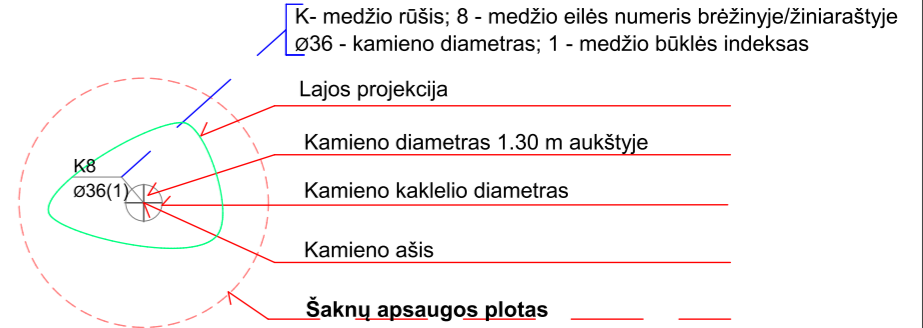 K- medžio rūšis; 8 - medžio eilės numeris brėžinyje/žiniaraštyje
Ø36 - kamieno diametras; 1 - medžio būklės indeksas
Lajos projekcija
Kamieno diametras 1.30 m aukštyje
K8
Ø36(1)
Kamieno kaklelio diametras
Kamieno ašis
Šaknų apsaugos plotas